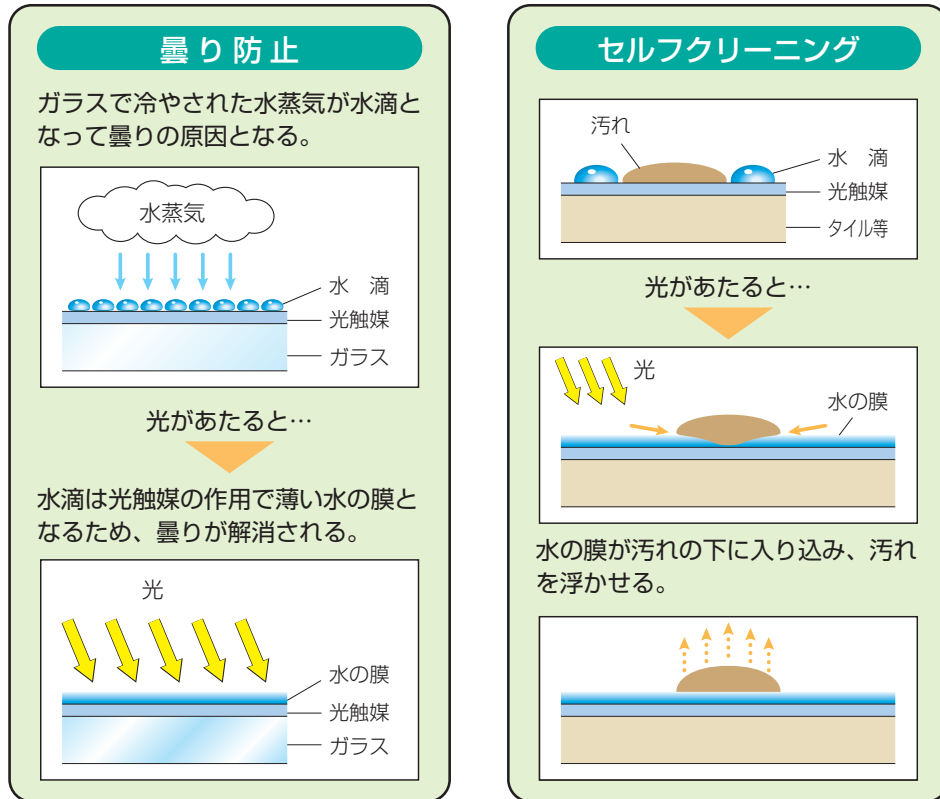 曇り防止
ガラスで冷やされた水蒸気が水滴と
なって曇りの原因となる。
水蒸気
水　滴
光触媒
ガラス
光があたると…
水滴は光触媒の作用で薄い水の膜と
なるため、曇りが解消される。
光
水の膜
光触媒
ガラス
セルフクリーニング
汚れ
水　滴
光触媒
タイル等
光があたると…
光
水の膜
水の膜が汚れの下に入り込み、汚れ
を浮かせる。